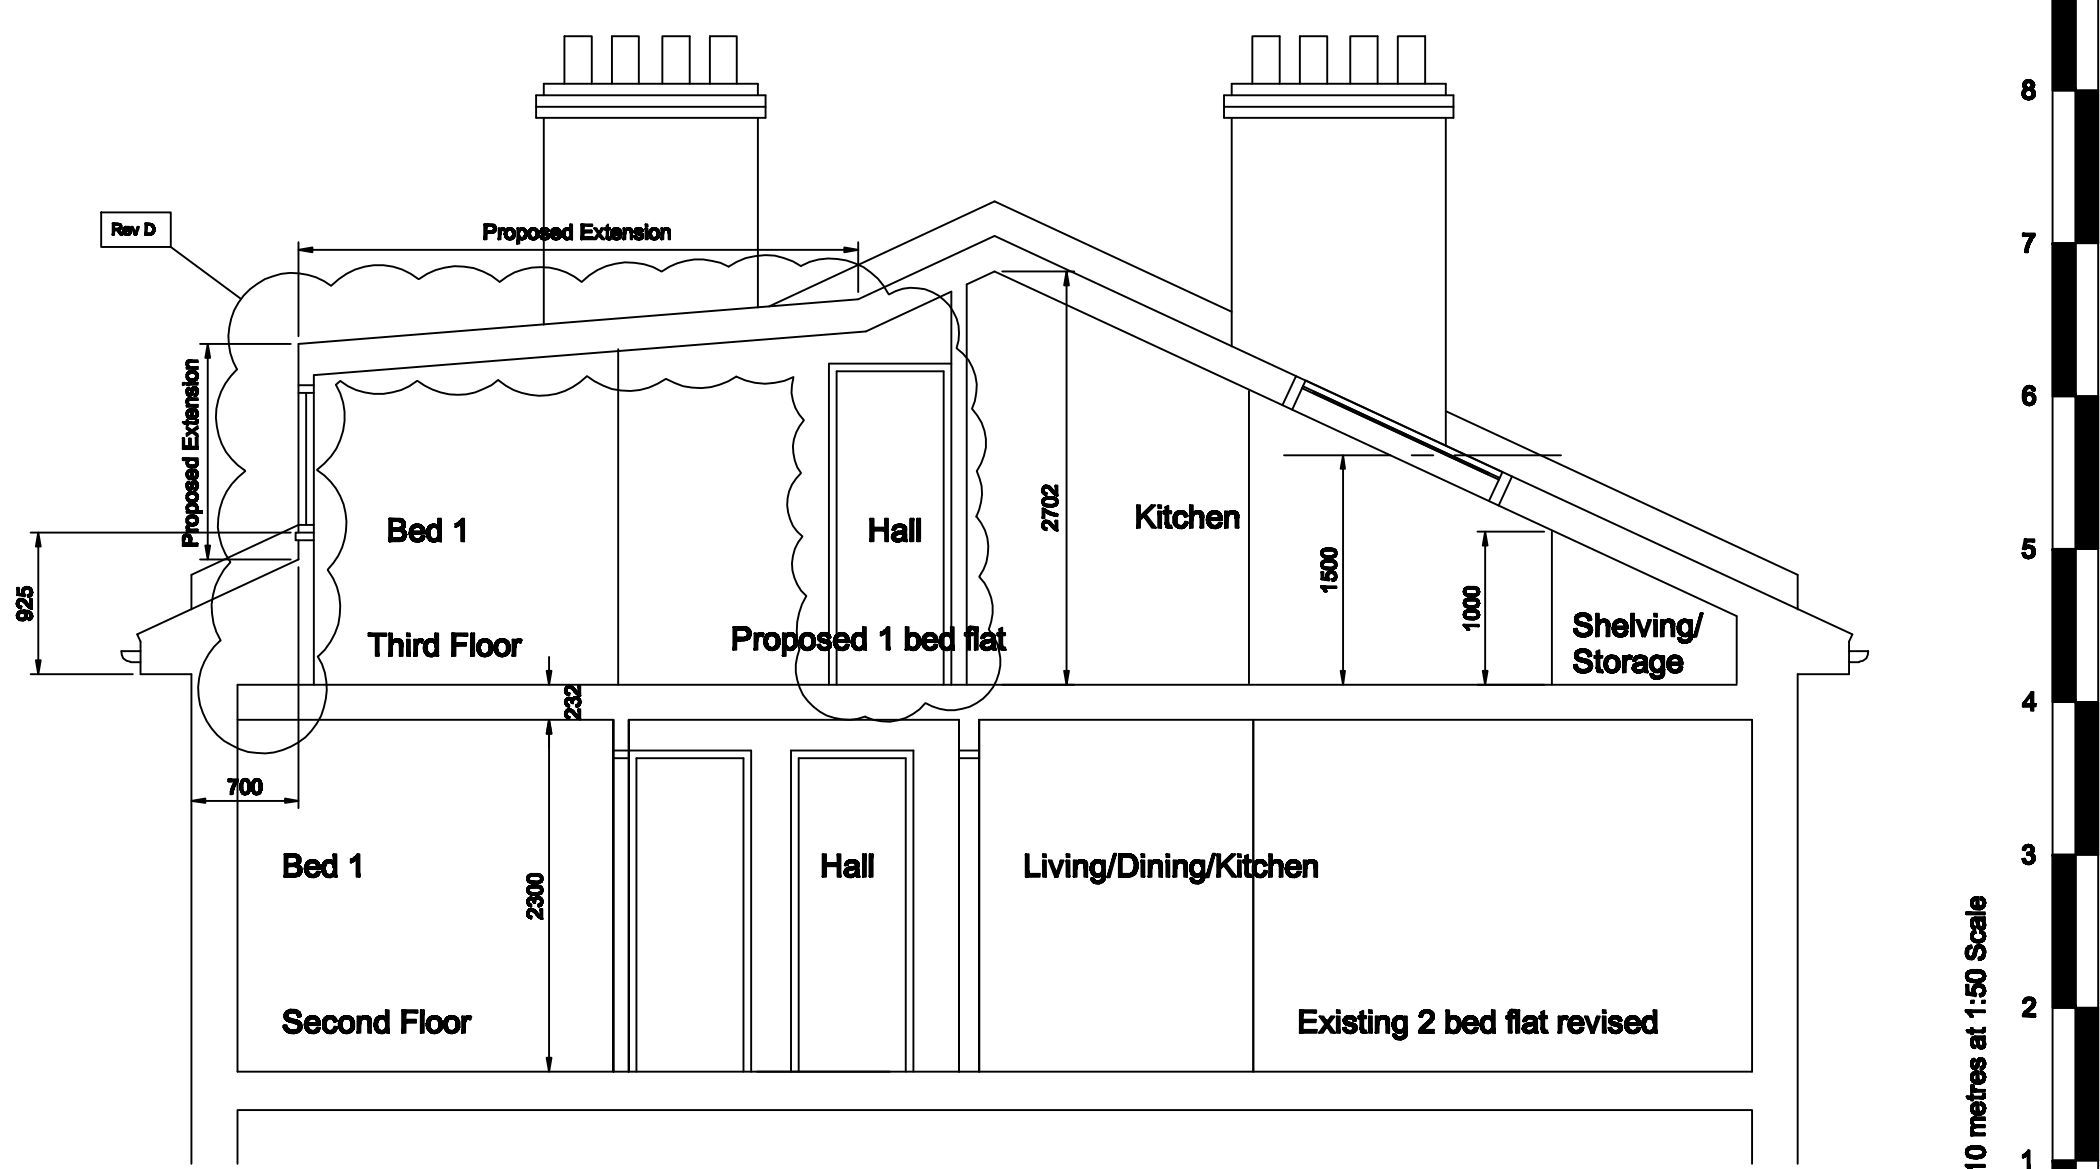 8
Rev D
Proposed Extension
7
Proposed Extension
6
2702
Kitchen
Bed 1
Hall
1500
5
1000
925
Shelving/
Storage
Third Floor
Proposed 1 bed flat
232
4
700
Bed 1
2300
Hall
Living/Dining/Kitchen
3
Second Floor
Existing 2 bed flat revised
2
10 metres at 1:50 Scale
1